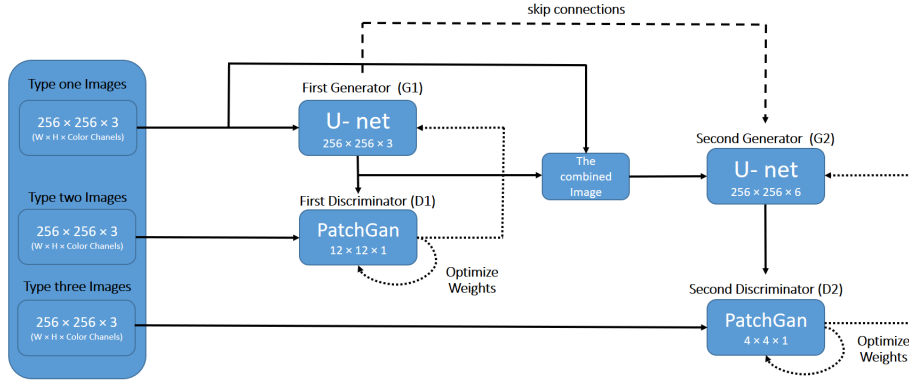 skip connections
Type one Images
256 × 256 × 3
(W × H × Color Chanels)
First Generator (G1)
U- net
256 × 256 × 3
Second Generator (G2)
U- net
256 × 256 × 6
The
combined
Image
Type two Images
256 × 256 × 3
(W × H × Color Chanels)
First Discriminator (D1)
PatchGan
12 × 12 × 1
Optimize
Weights
Type three Images
256 × 256 × 3
(W × H × Color Chanels)
Second Discriminator (D2)
PatchGan
4 × 4 × 1
Optimize
Weights